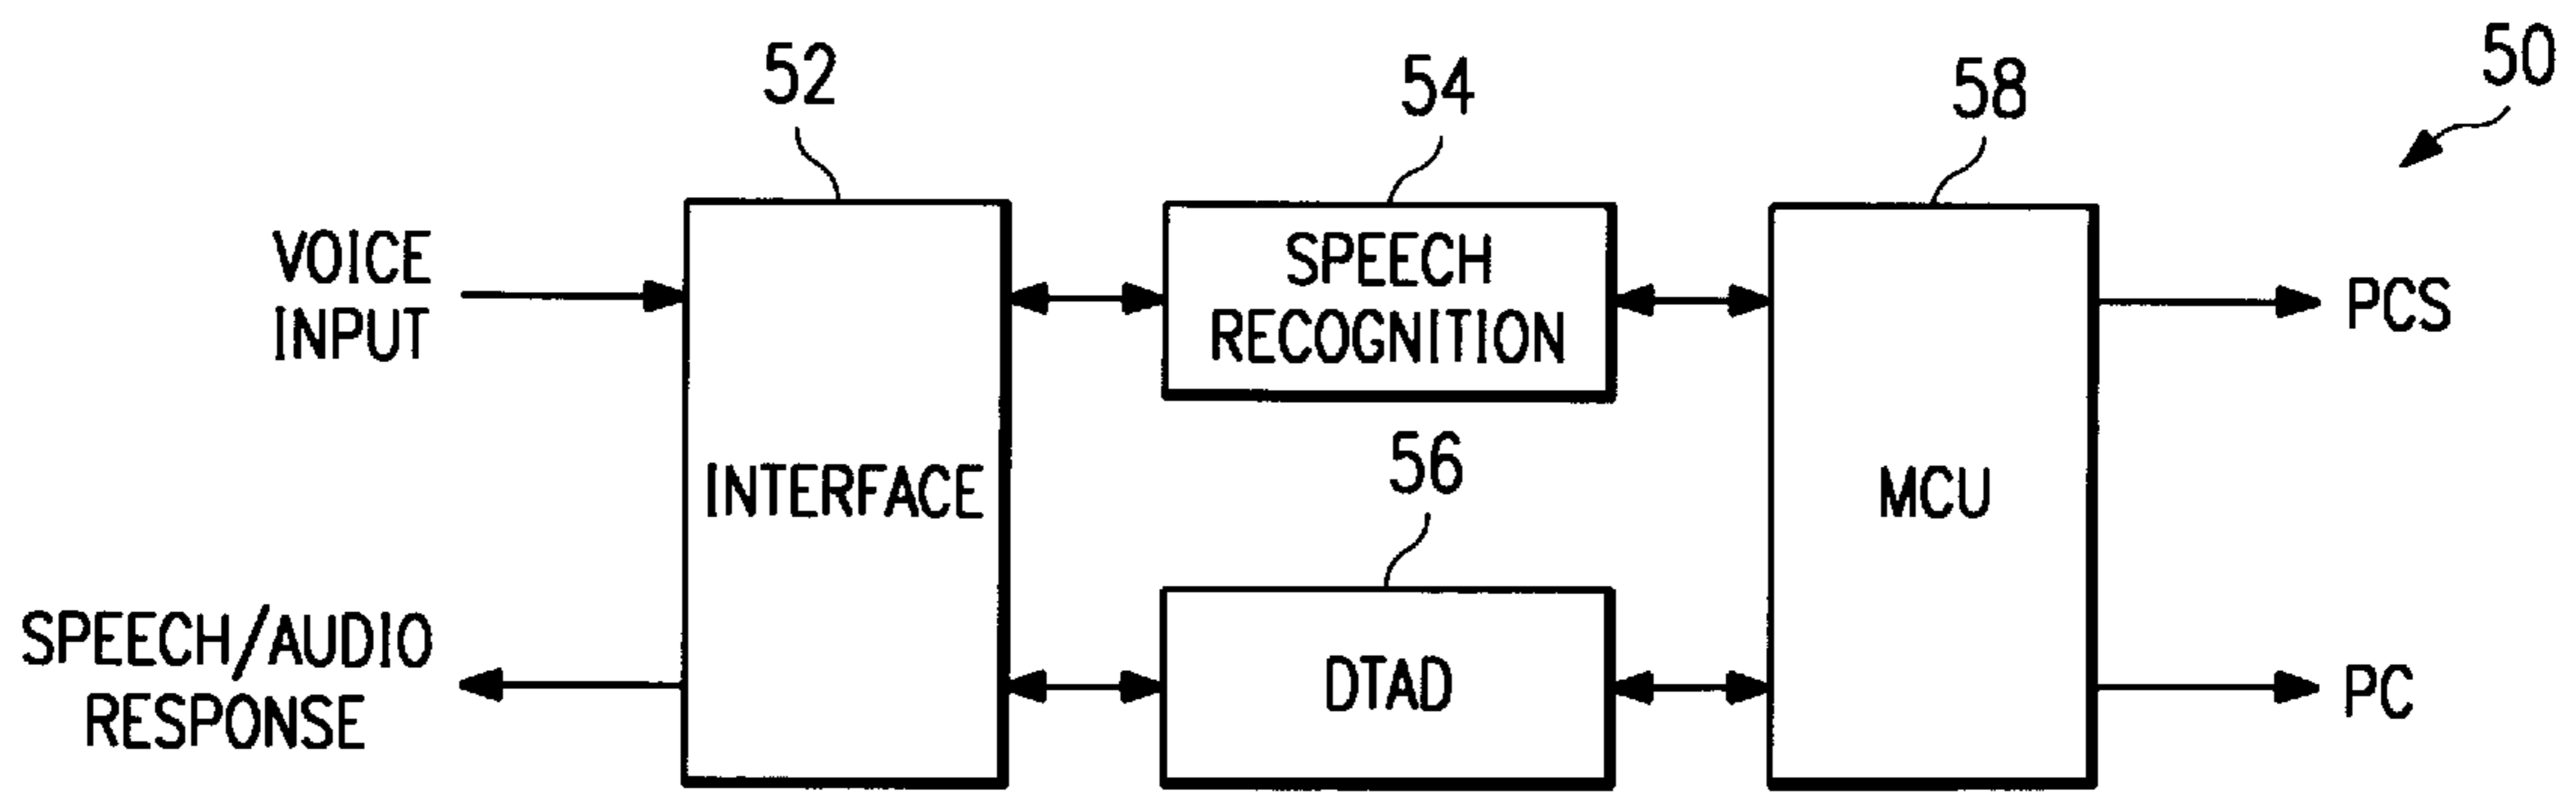 52
54
58
50
VOICE
INPUT
SPEECH
RECOGNITION
PCS
56
INTERFACE
MCU
SPEECH/AUDIO
RESPONSE
DTAD
PC